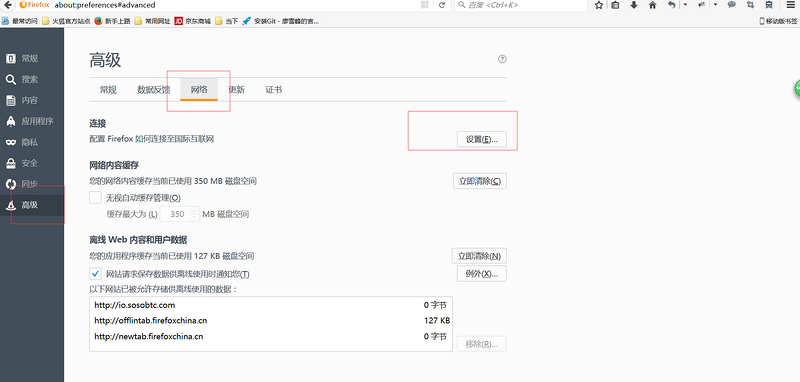 Firefox about:preferences#advanced 百度 <Ctrl+K>
最常访问 火狐官方站点 新手上路 常用网址 JD 京东商城 当下 安装Git - 廖雪峰的官... 移动版书签
高级
常规
搜索
内容
应用程序
隐私
安全
同步
高级
常规 数据反馈 网络 更新 证书
连接
配置 Firefox 如何连接至国际互联网 设置(E)...
网络内容缓存
您的网络内容缓存当前已使用 350 MB 磁盘空间 立即清除(C)
无视自动缓存管理(O)
缓存最大为 (L) 350 MB 磁盘空间
离线 Web 内容和用户数据
您的应用程序缓存当前已使用 127 KB 磁盘空间 立即清除(N)
网站请求保存数据供离线使用时通知您(T) 例外(X)...
以下网站已被允许存储供离线使用的数据：
http://io.sosobtc.com 0 字节
http://offlintab.firefoxchina.cn 127 KB
http://newtab.firefoxchina.cn 0 字节
移除(R)...